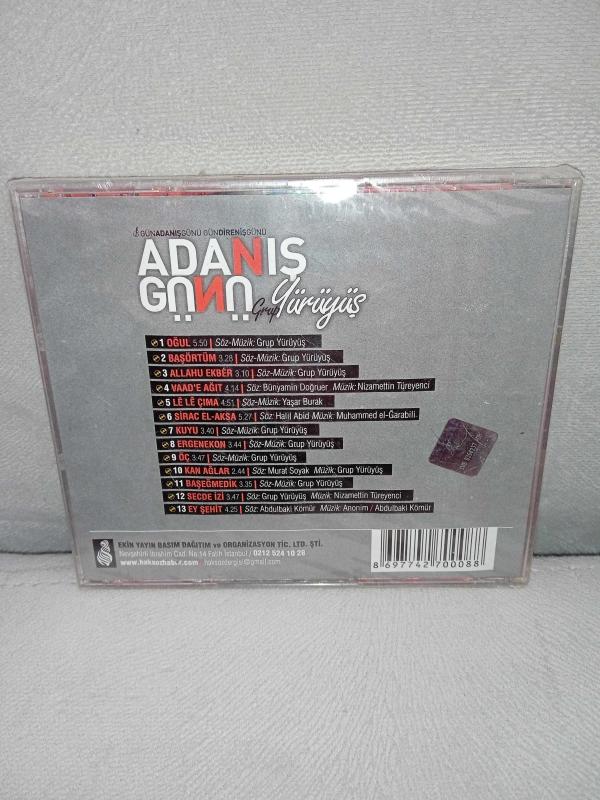 GÜNADANIŞGÜNÜ GÜNDİRENİŞGÜNÜ
ADANIŞ
GÜNÜ
Grup Yürüyüş
1 OĞUL 5.50 | Söz-Müzik: Grup Yürüyüş
2 BAŞÖRTÜM 3.28 | Söz-Müzik: Grup Yürüyüş
3 ALLAHU EKBÊR 3.10 | Söz-Müzik: Grup Yürüyüş
4 VAAD'E AĞIT 4.14 | Söz: Bünyamin Doğruer Müzik: Nizamettin Türeyenci
5 LÊ LÊ ÇIMA 4:51 | Söz-Müzik: Yaşar Burak
6 SİRAC EL-AKSA 5.27 | Söz: Halil Abid Müzik: Muhammed el-Garabili
7 KUYU 3.40 | Söz-Müzik: Grup Yürüyüş
8 ERGENEKON 3.44 | Söz-Müzik: Grup Yürüyüş
9 ÖÇ 3.47 | Söz-Müzik: Grup Yürüyüş
10 KAN AĞLAR 2.44 | Söz: Murat Soyak Müzik: Grup Yürüyüş
11 BAŞEĞMEDİK 3.35 | Söz-Müzik: Grup Yürüyüş
12 SECDE İZİ 3.47 | Söz: Grup Yürüyüş Müzik: Nizamettin Türeyenci
13 EY ŞEHİT 4.25 | Söz: Abdulbaki Kömür Müzik: Anonim / Abdulbaki Kömür
EKİN YAYIN BASIM DAĞITIM ve ORGANİZASYON TİC. LTD. ŞTİ.
Nevşehirli İbrahim Cad. No:14 Fatih İstanbul / 0212 524 10 28
www.haksozhaber.com / haksozdergisi@gmail.com
8 697742 700088